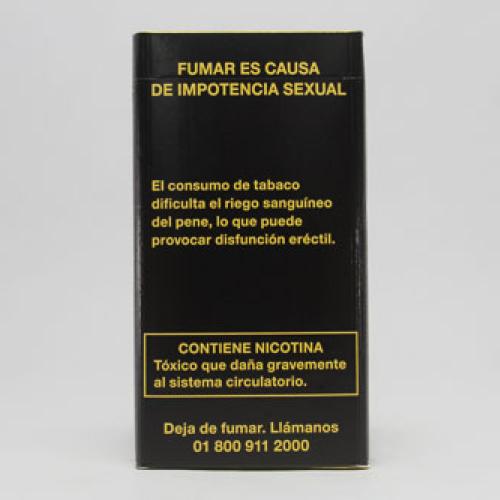 FUMAR ES CAUSA
DE IMPOTENCIA SEXUAL
El consumo de tabaco
dificulta el riego sanguíneo
del pene, lo que puede
provocar disfunción eréctil.
CONTIENE NICOTINA
Tóxico que daña gravemente
al sistema circulatorio.
Deja de fumar. Llámanos
01 800 911 2000